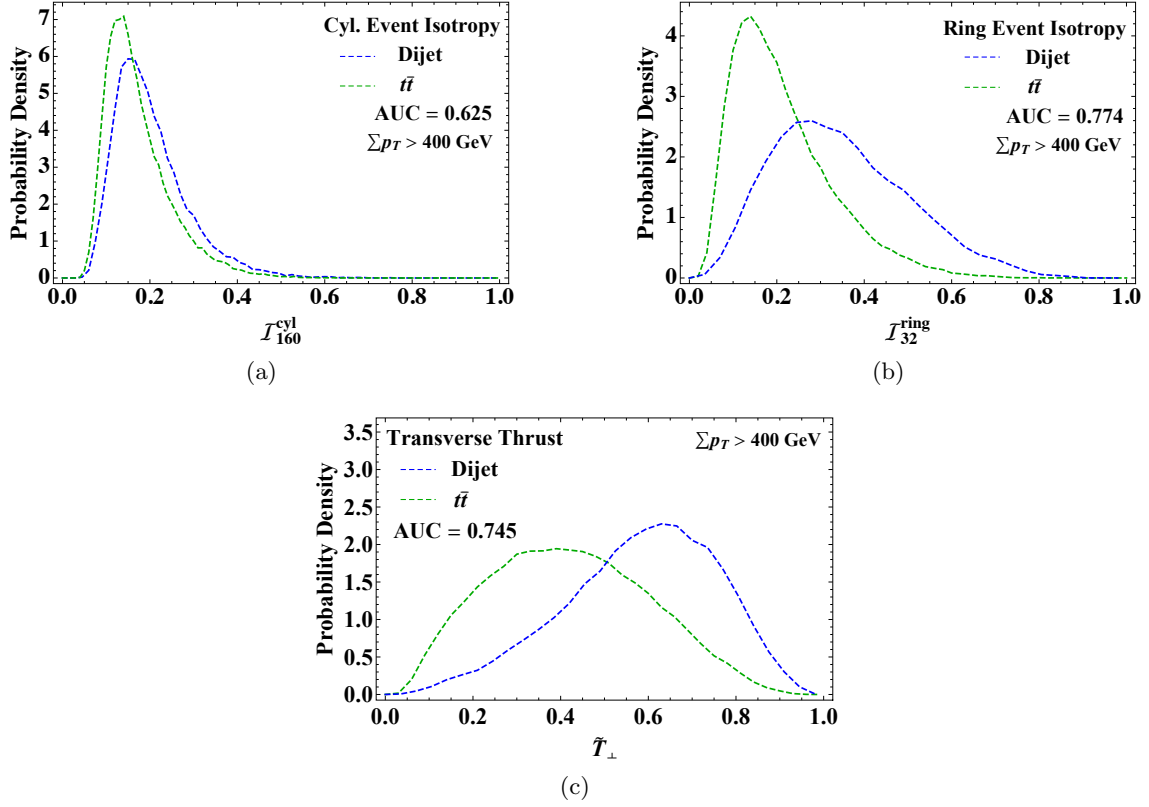 Cyl. Event Isotropy
Dijet
tt̄
AUC = 0.625
∑p_T > 400 GeV
Probability Density
7
6
5
4
3
2
1
0
0.0 0.2 0.4 0.6 0.8 1.0
𝓘^cyl_160
(a)
Ring Event Isotropy
Dijet
tt̄
AUC = 0.774
∑p_T > 400 GeV
Probability Density
4
3
2
1
0
0.0 0.2 0.4 0.6 0.8 1.0
𝓘^ring_32
(b)
Transverse Thrust
∑p_T > 400 GeV
Dijet
tt̄
AUC = 0.745
Probability Density
3.5
3.0
2.5
2.0
1.5
1.0
0.5
0.0
0.0 0.2 0.4 0.6 0.8 1.0
T̃_⊥
(c)